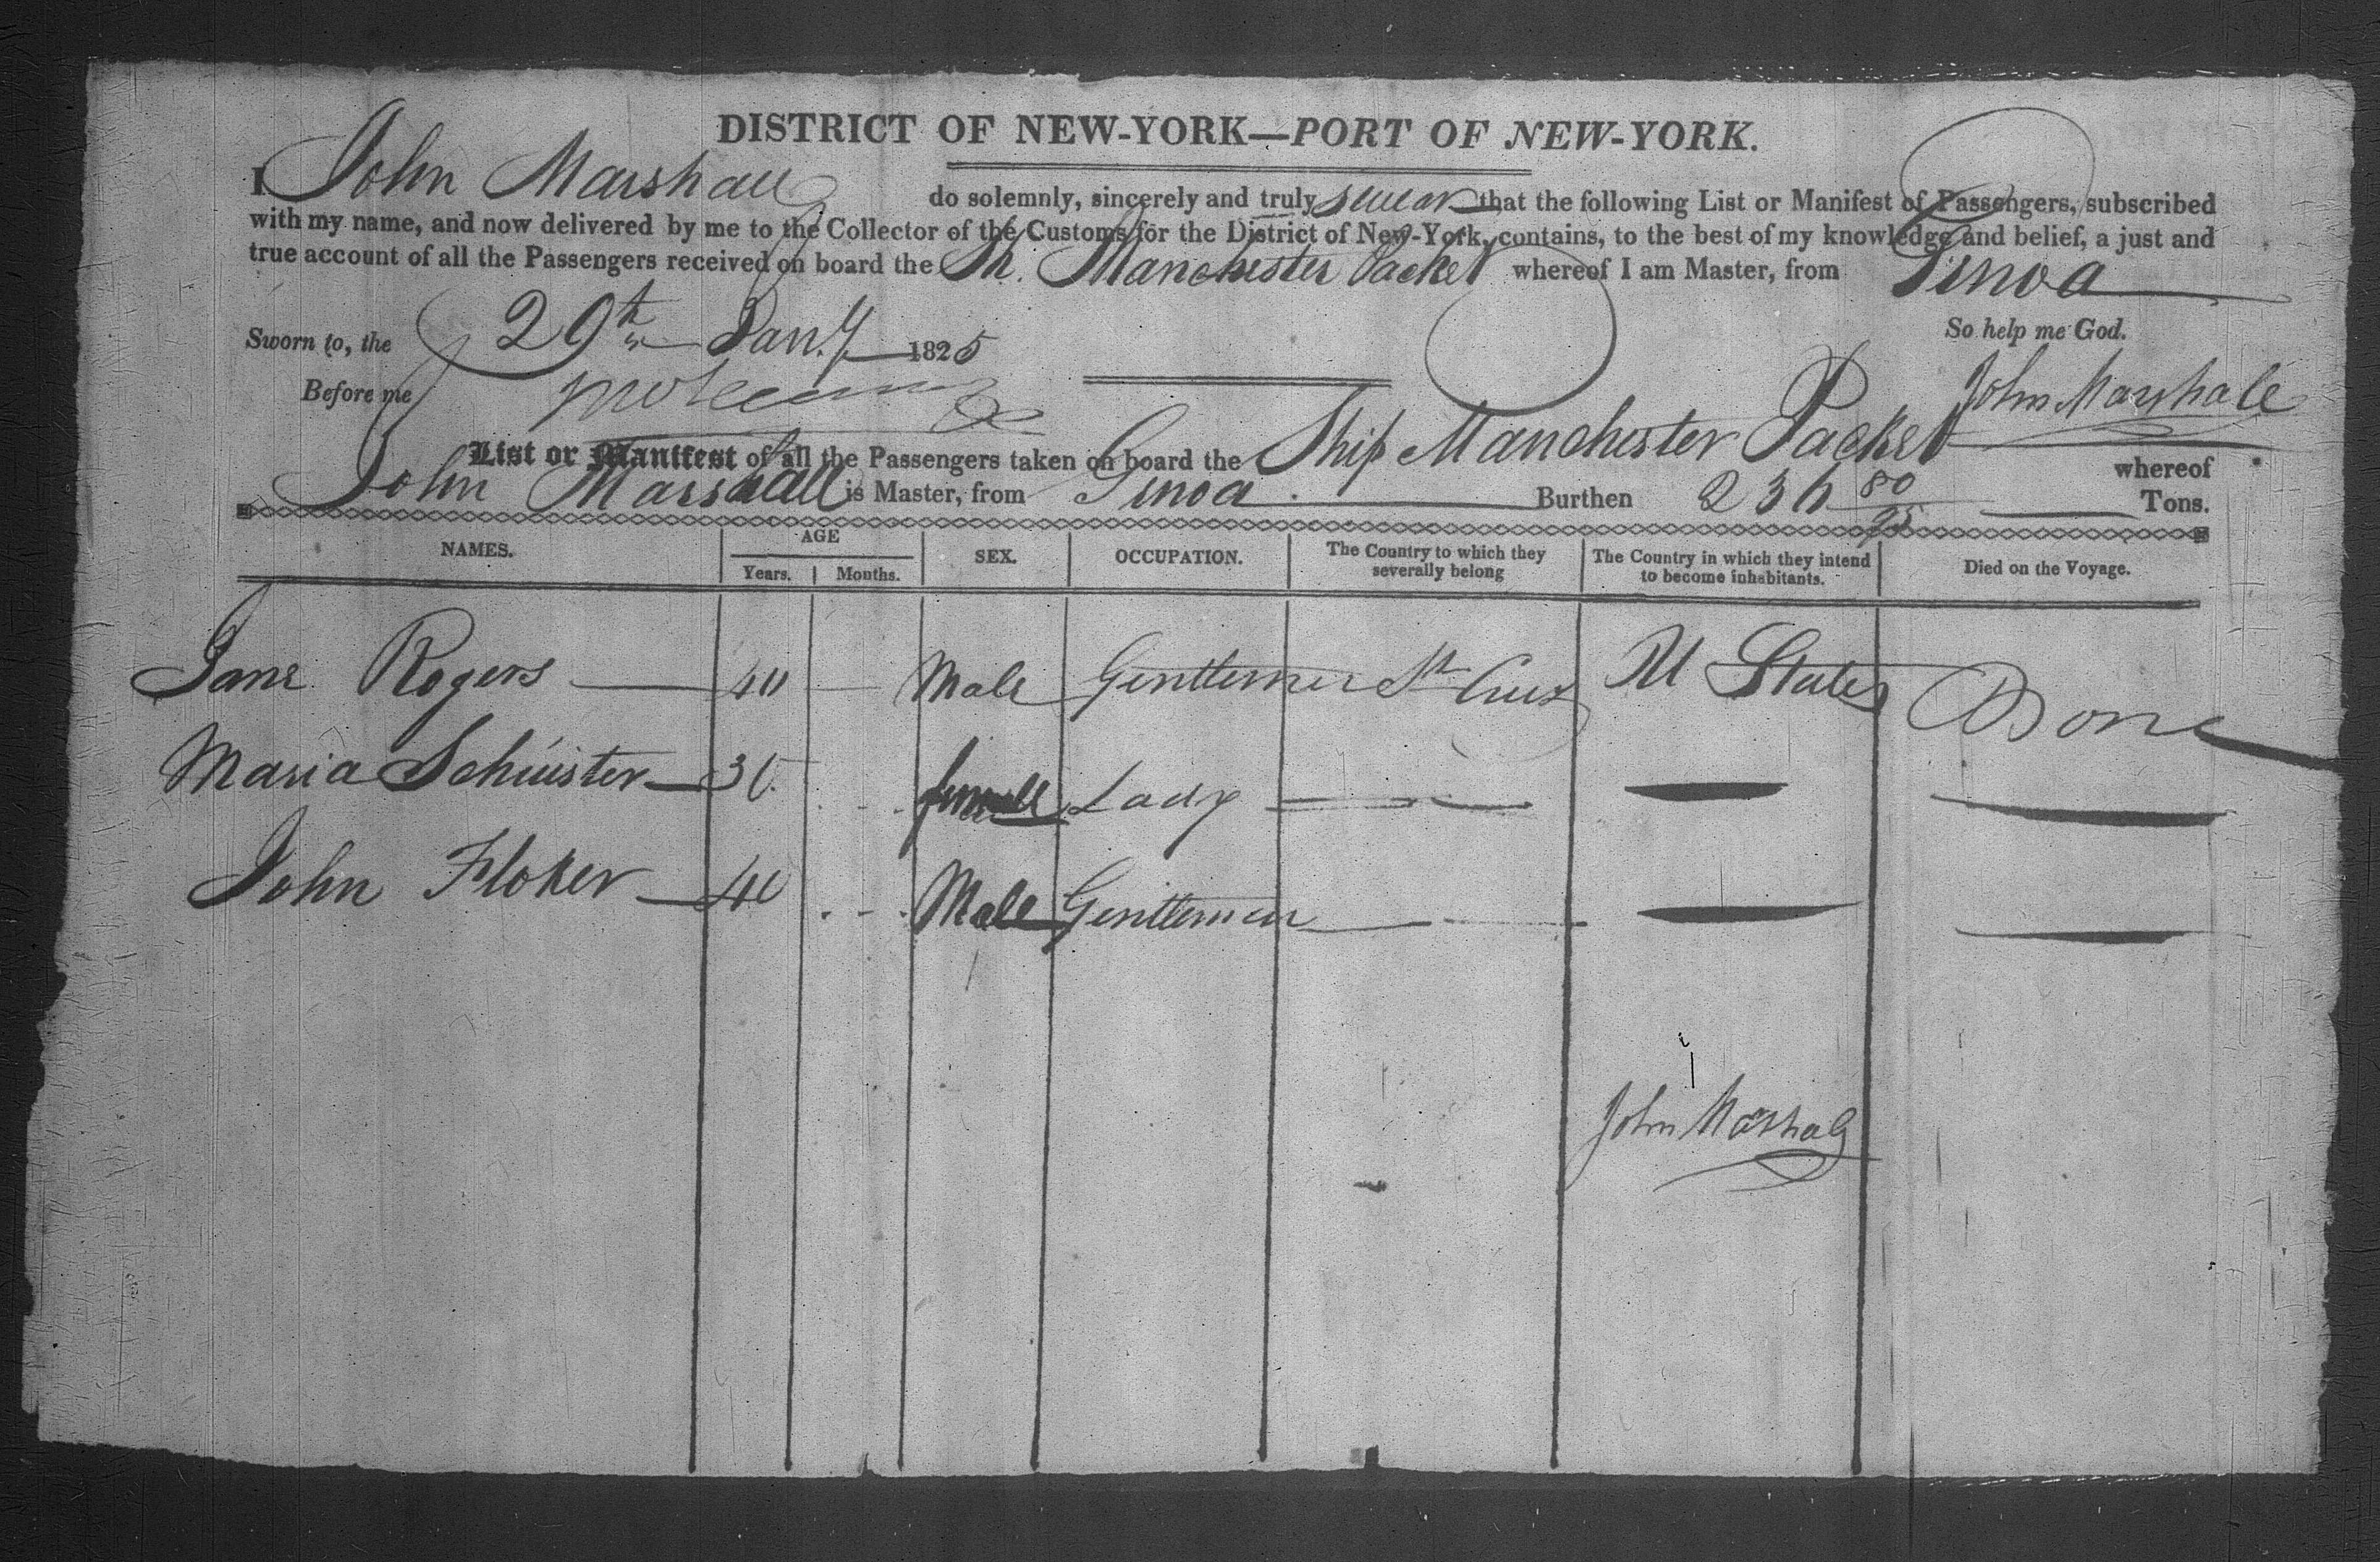 DISTRICT OF NEW-YORK—PORT OF NEW-YORK.
I John Marshall do solemnly, sincerely and truly swear that the following List or Manifest of Passengers, subscribed
with my name, and now delivered by me to the Collector of the Customs for the District of New-York, contains, to the best of my knowledge and belief, a just and
true account of all the Passengers received on board the Sh. Manchester Packet whereof I am Master, from Genoa
So help me God.
Sworn to, the 29th Jany 1825
Before me John Marshall
List or Manifest of all the Passengers taken on board the Ship Manchester Packet whereof
John Marshall is Master, from Genoa. Burthen 236 80/95 Tons.
NAMES. AGE SEX. OCCUPATION. The Country to which they severally belong The Country in which they intend to become inhabitants. Died on the Voyage.
Years. Months.
Jane Rogers 40 Male Gentlemen St Cruz U States
Maria Schuister 30 female Lady
John Floker 40 Male Gentleman
John Marshall